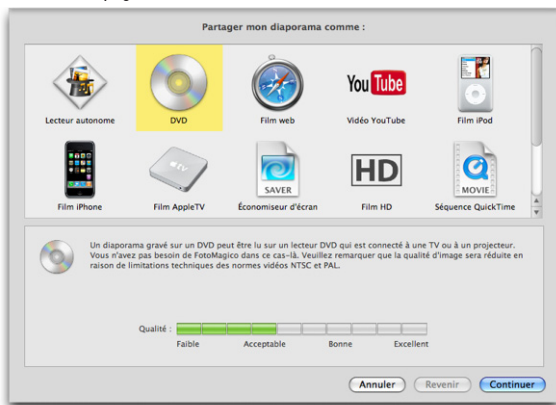 Partager mon diaporama comme :
You Tube
Lecteur autonome
DVD
Film web
Vidéo YouTube
Film iPod
tv
SAVER
HD
MOVIE
Film iPhone
Film AppleTV
Économiseur d'écran
Film HD
Séquence QuickTime
Un diaporama gravé sur un DVD peut être lu sur un lecteur DVD qui est connecté à une TV ou à un projecteur.
Vous n'avez pas besoin de FotoMagico dans ce cas-là. Veuillez remarquer que la qualité d'image sera réduite en
raison de limitations techniques des normes vidéos NTSC et PAL.
Qualité :
Faible Acceptable Bonne Excellent
Annuler Revenir Continuer